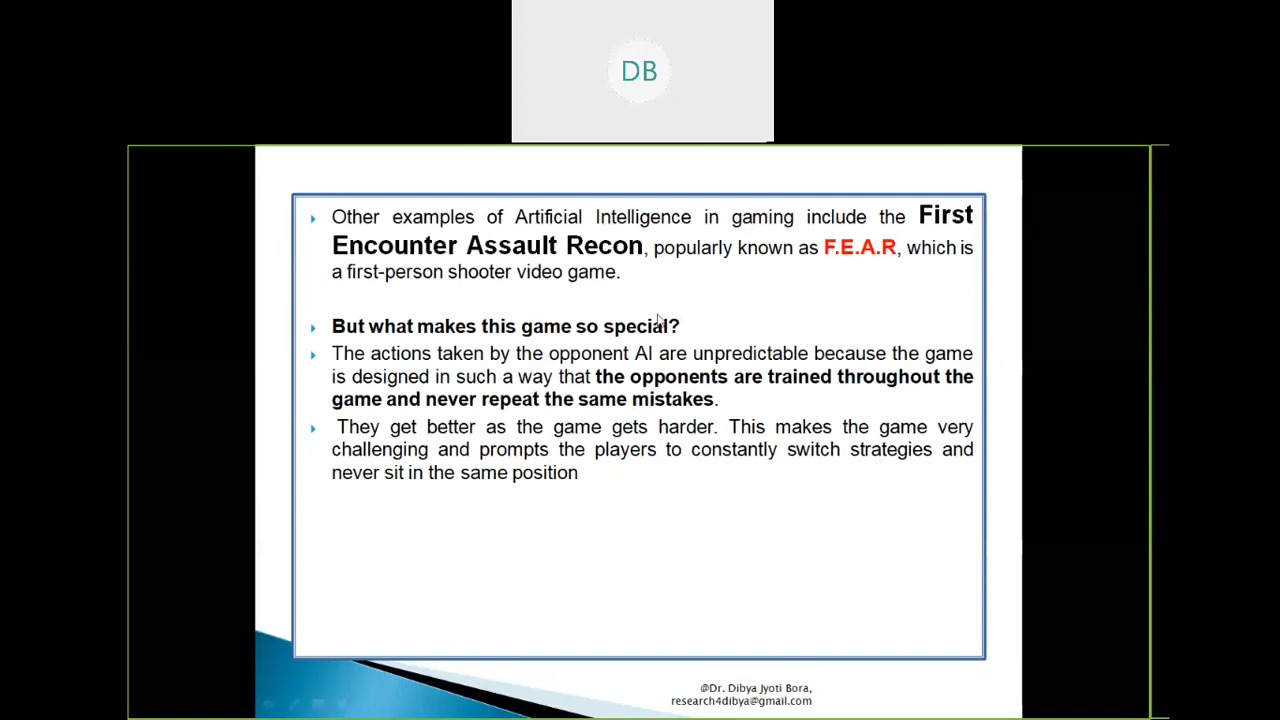 DB
Other examples of Artificial Intelligence in gaming include the First
Encounter Assault Recon, popularly known as F.E.A.R, which is
a first-person shooter video game.
But what makes this game so special?
The actions taken by the opponent AI are unpredictable because the game
is designed in such a way that the opponents are trained throughout the
game and never repeat the same mistakes.
They get better as the game gets harder. This makes the game very
challenging and prompts the players to constantly switch strategies and
never sit in the same position
@Dr. Dibya Jyoti Bora,
research4dibya@gmail.com